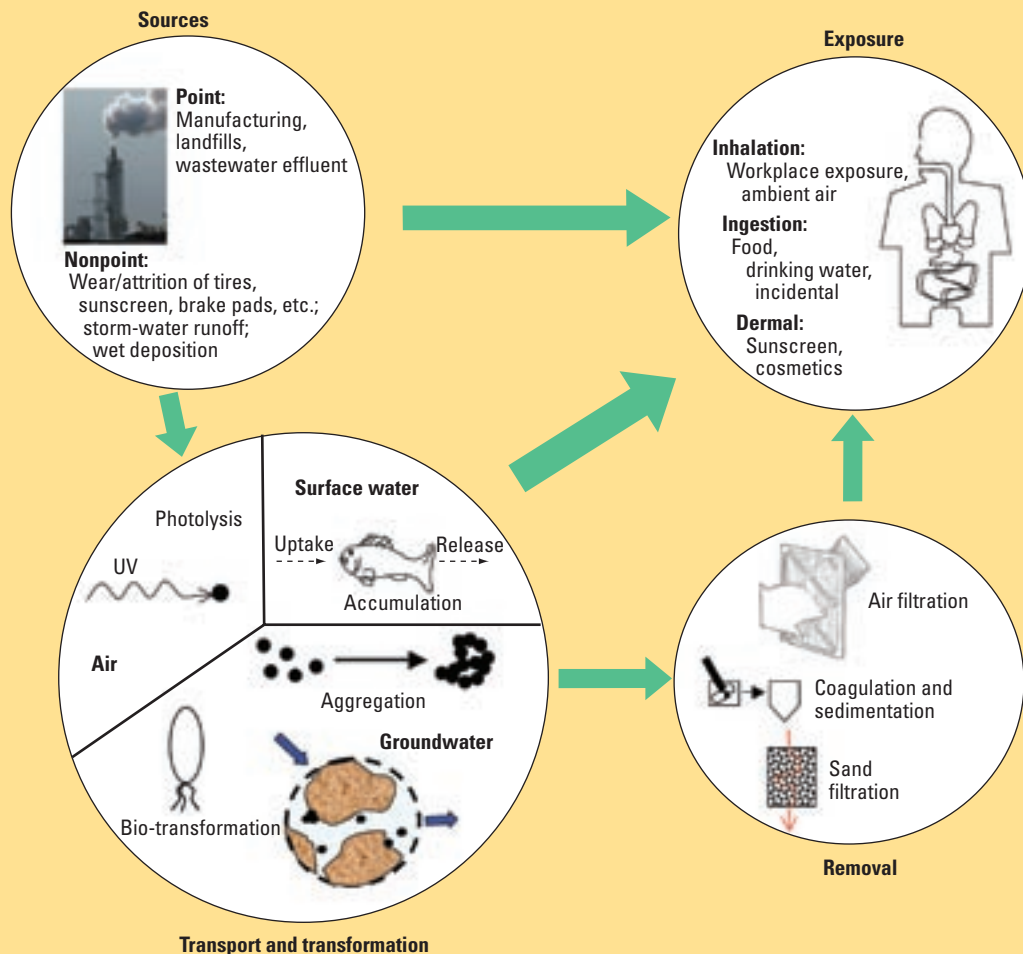 Sources
Point:
Manufacturing,
landfills,
wastewater effluent
Nonpoint:
Wear/attrition of tires,
sunscreen, brake pads, etc.;
storm-water runoff;
wet deposition
Exposure
Inhalation:
Workplace exposure,
ambient air
Ingestion:
Food,
drinking water,
incidental
Dermal:
Sunscreen,
cosmetics
Photolysis
UV
Air
Surface water
Uptake
Release
Accumulation
Aggregation
Groundwater
Bio-transformation
Transport and transformation
Air filtration
Coagulation and
sedimentation
Sand
filtration
Removal